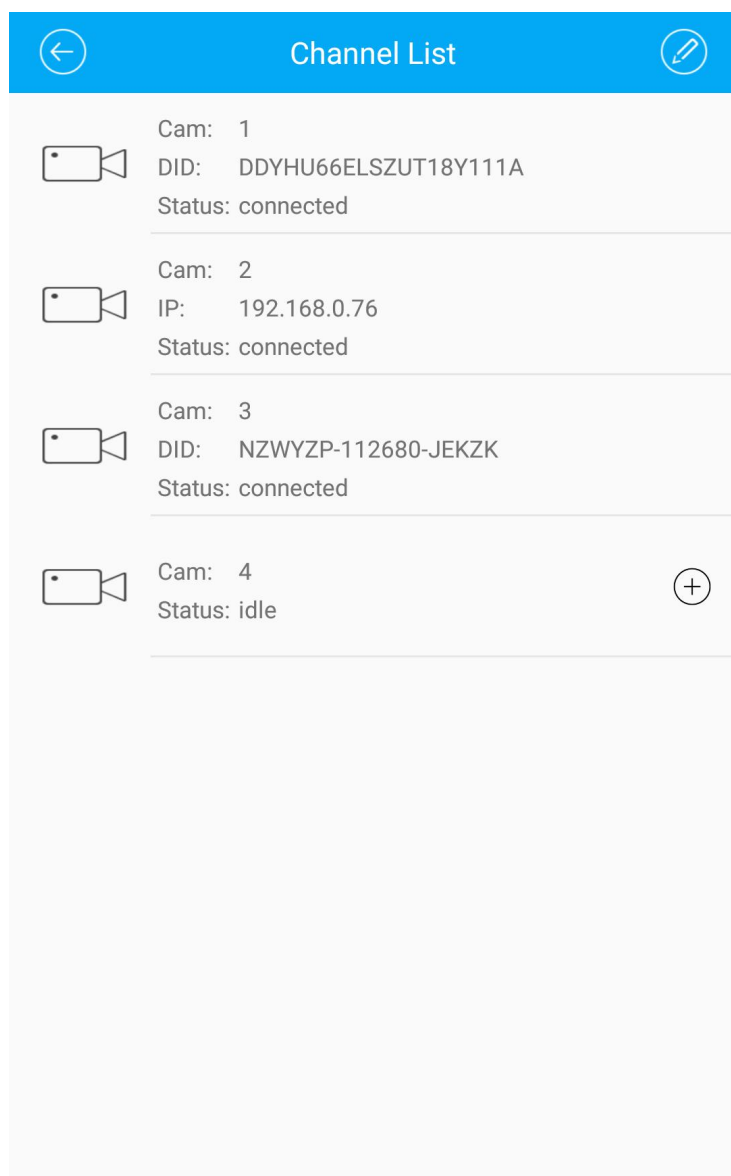 Channel List
Cam: 1
DID: DDYHU66ELSZUT18Y111A
Status: connected
Cam: 2
IP: 192.168.0.76
Status: connected
Cam: 3
DID: NZWYZP-112680-JEKZK
Status: connected
Cam: 4
Status: idle